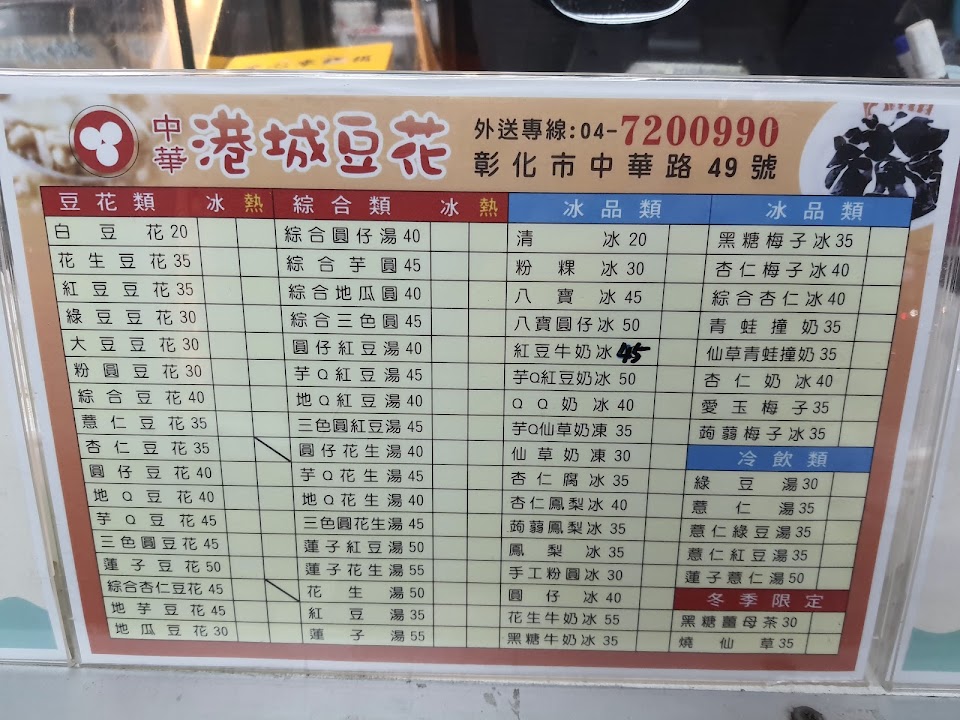 中華 港城豆花
外送專線:04-7200990
彰化市中華路 49 號
豆花類 冰 熱
白豆花20
花生豆花35
紅豆豆花35
綠豆豆花30
大豆豆花30
粉圓豆花30
綜合豆花40
薏仁豆花35
杏仁豆花35
圓仔豆花40
地Q豆花40
芋Q豆花45
三色圓豆花45
蓮子豆花50
綜合杏仁豆花45
地芋豆花45
地瓜豆花30
綜合類 冰 熱
綜合圓仔湯40
綜合芋圓45
綜合地瓜圓40
綜合三色圓45
圓仔紅豆湯40
芋Q紅豆湯45
地Q紅豆湯40
三色圓紅豆湯45
圓仔花生湯40
芋Q花生湯45
地Q花生湯40
三色圓花生湯45
蓮子紅豆湯50
蓮子花生湯55
花生湯50
紅豆湯35
蓮子湯55
冰品類
清冰20
粉粿冰30
八寶冰45
八寶圓仔冰50
紅豆牛奶冰45
芋Q紅豆奶冰50
QQ奶冰40
芋Q仙草奶凍35
仙草奶凍30
杏仁腐冰35
杏仁鳳梨冰40
蒟蒻鳳梨冰35
鳳梨冰35
手工粉圓冰30
圓仔冰40
花生牛奶冰55
黑糖牛奶冰35
冰品類
黑糖梅子冰35
杏仁梅子冰40
綜合杏仁冰40
青蛙撞奶35
仙草青蛙撞奶35
杏仁奶冰40
愛玉梅子35
蒟蒻梅子冰35
冷飲類
綠豆湯30
薏仁湯35
薏仁綠豆湯35
薏仁紅豆湯35
蓮子薏仁湯50
冬季限定
黑糖薑母茶30
燒仙草35